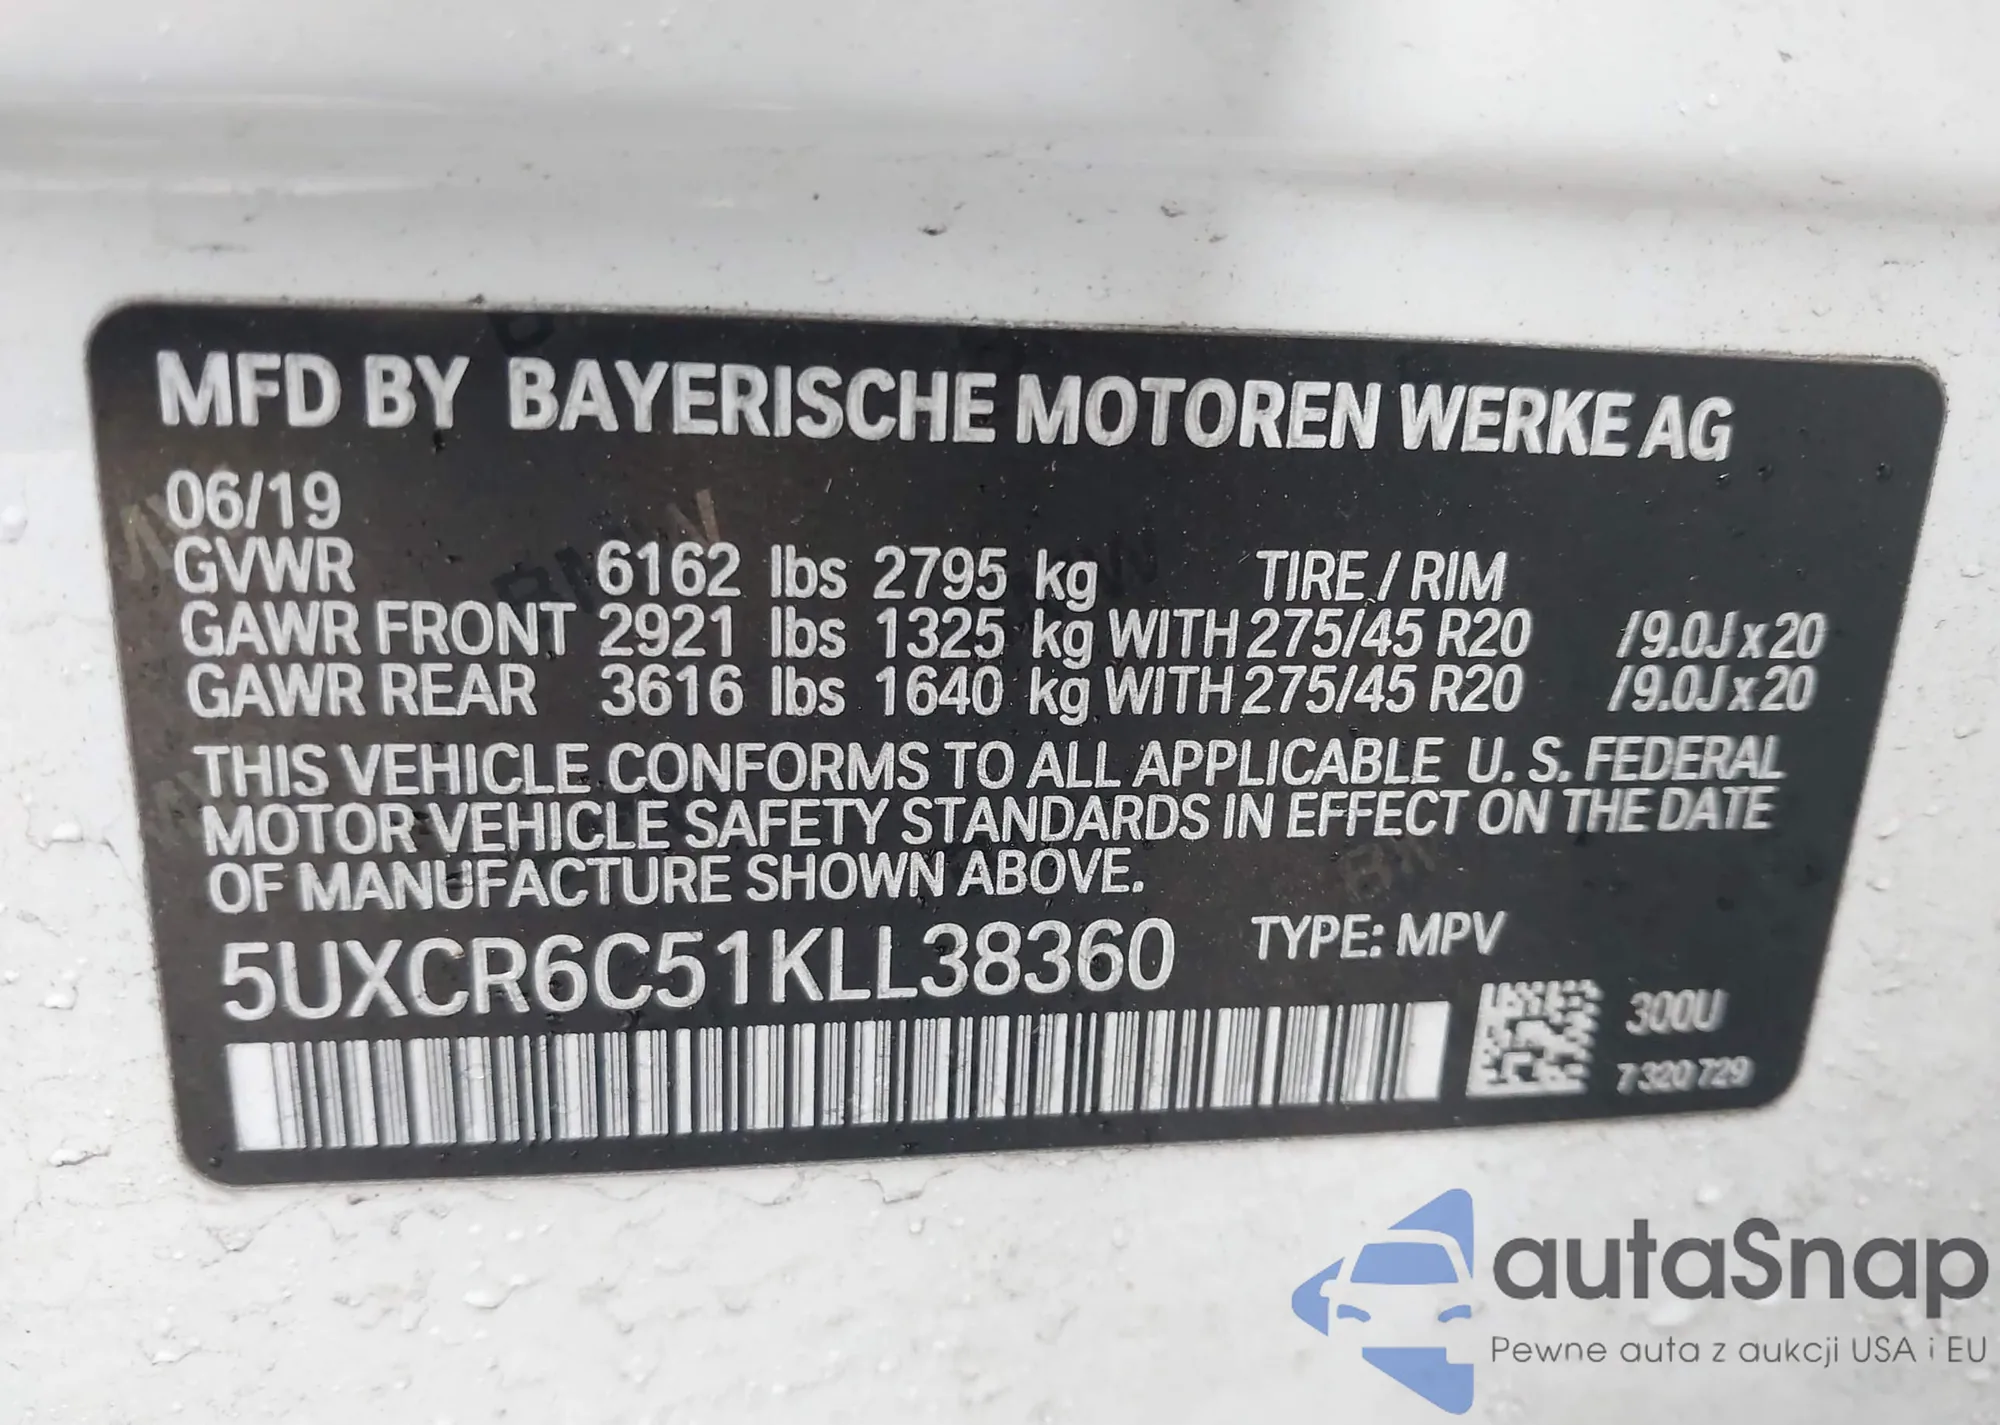 MFD BY BAYERISCHE MOTOREN WERKE AG
06/19
GVWR 6162 lbs 2795 kg TIRE / RIM
GAWR FRONT 2921 lbs 1325 kg WITH 275/45 R20 /9.0J x 20
GAWR REAR 3616 lbs 1640 kg WITH 275/45 R20 /9.0J x 20
THIS VEHICLE CONFORMS TO ALL APPLICABLE U. S. FEDERAL
MOTOR VEHICLE SAFETY STANDARDS IN EFFECT ON THE DATE
OF MANUFACTURE SHOWN ABOVE.
5UXCR6C51KLL38360 TYPE: MPV
300U
7 320 729
autaSnap
Pewne auta z aukcji USA i EU